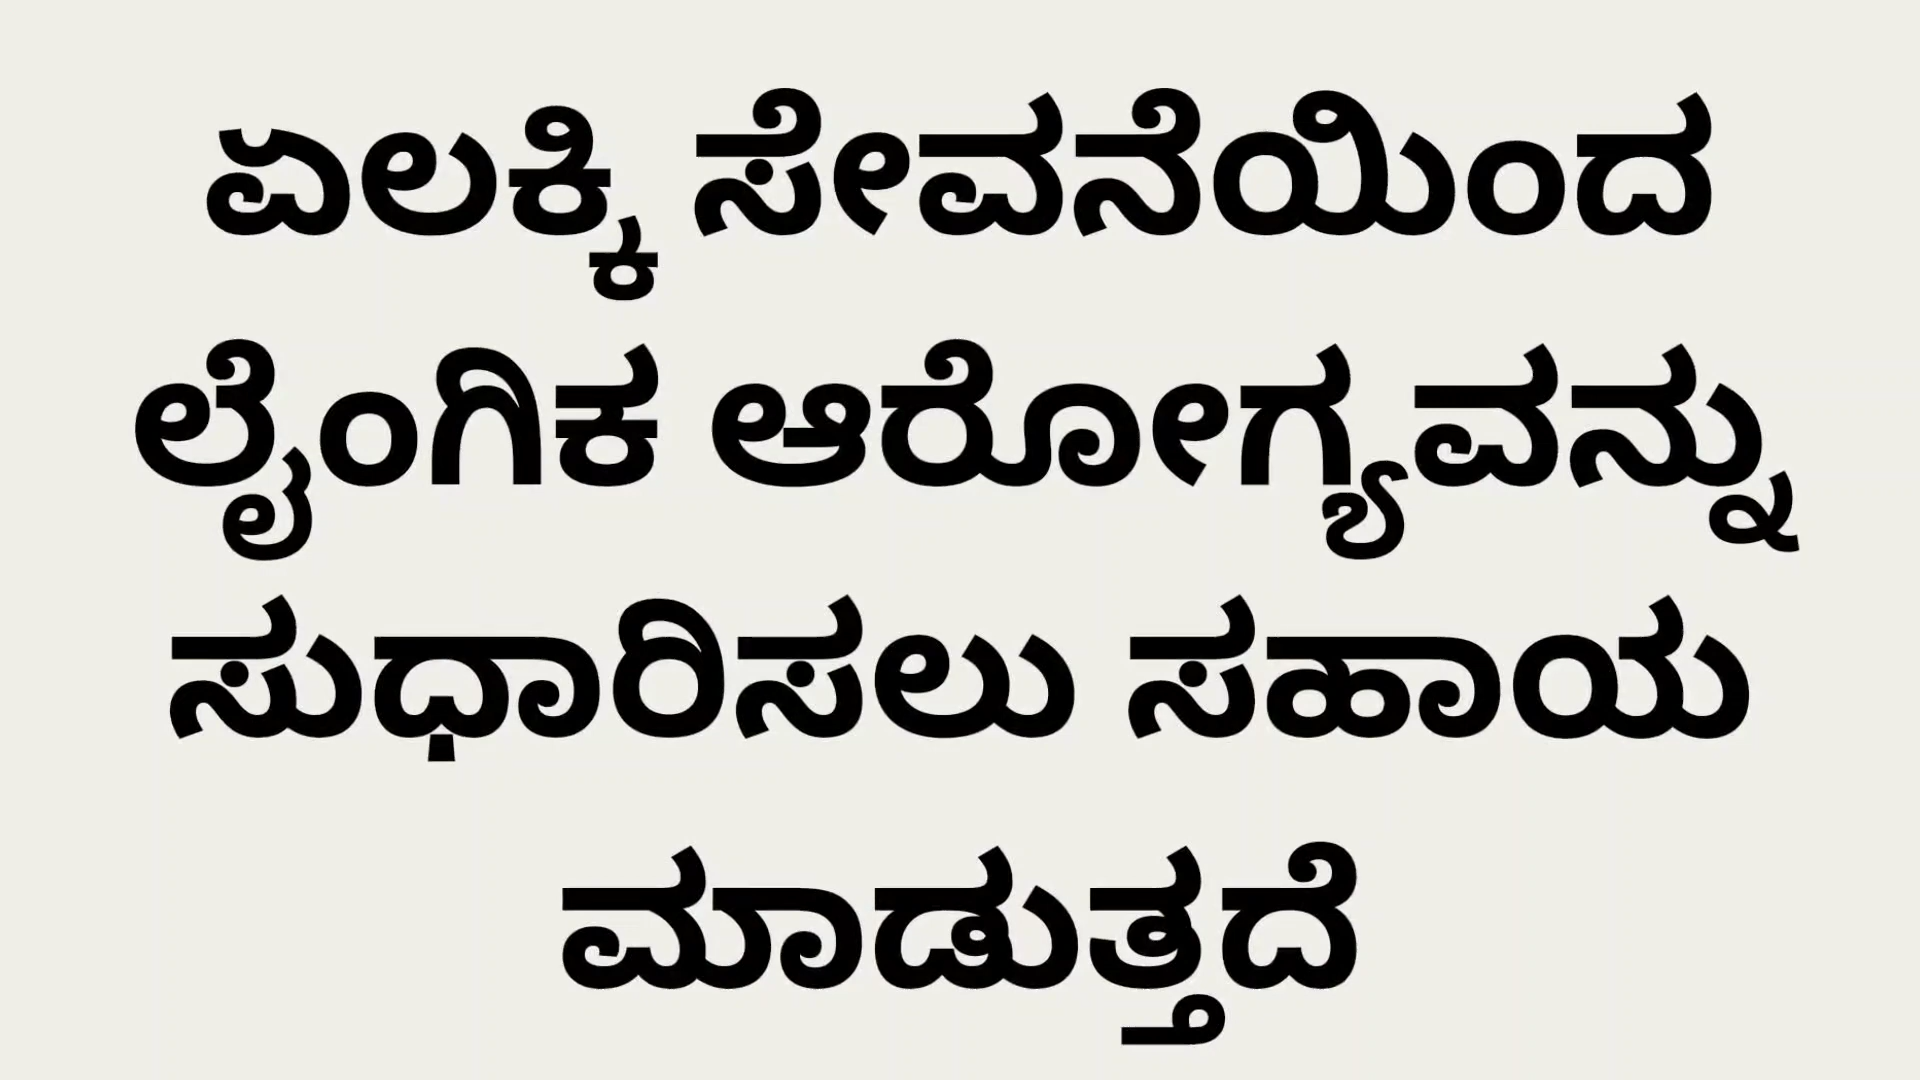 ಏಲಕ್ಕಿ ಸೇವನೆಯಿಂದ
ಲೈಂಗಿಕ ಆರೋಗ್ಯವನ್ನು
ಸುಧಾರಿಸಲು ಸಹಾಯ
ಮಾಡುತ್ತದೆ